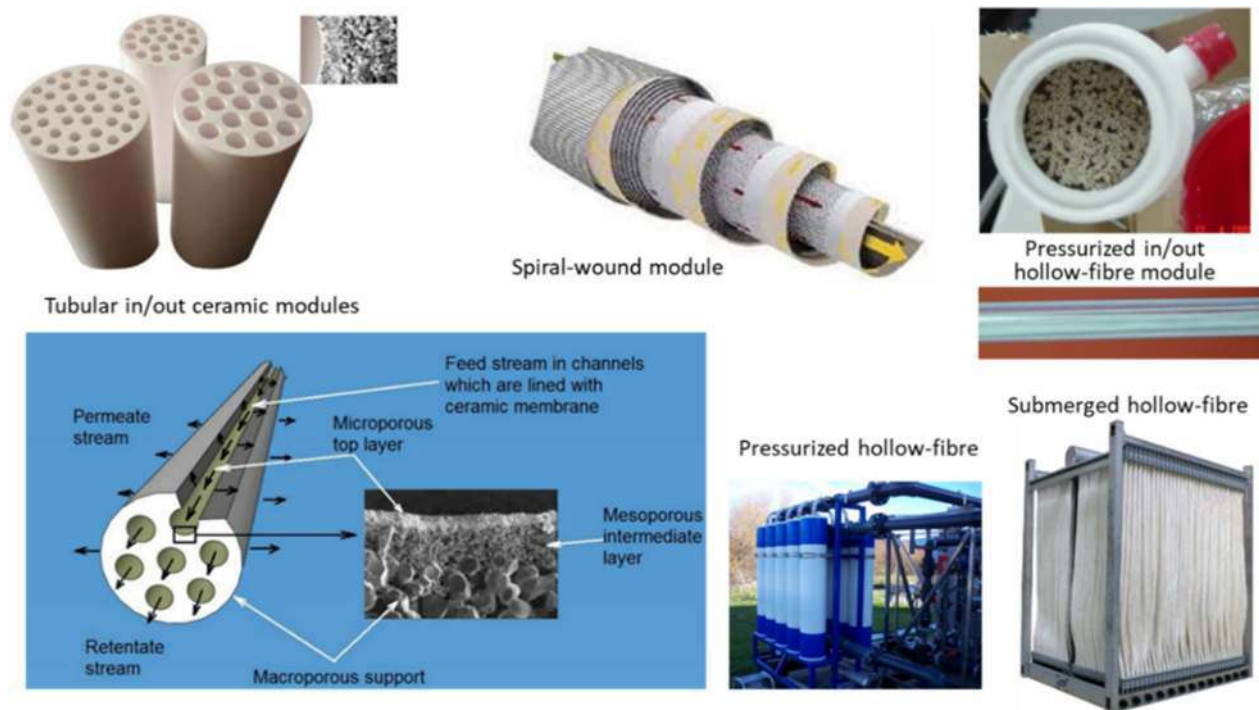 Spiral-wound module
Pressurized in/out
hollow-fibre module
Tubular in/out ceramic modules
Feed stream in channels
which are lined with
ceramic membrane
Permeate
stream
Microporous
top layer
Mesoporous
intermediate
layer
Retentate
stream
Macroporous support
Submerged hollow-fibre
Pressurized hollow-fibre